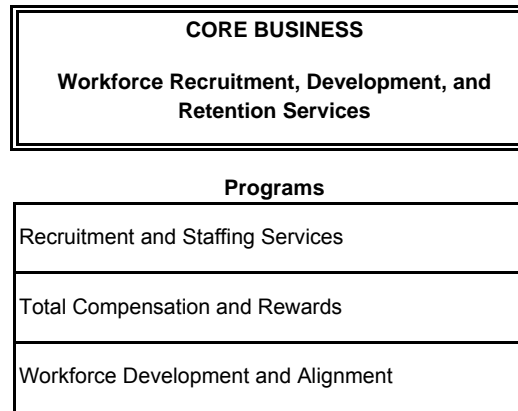 CORE BUSINESS
Workforce Recruitment, Development, and
Retention Services
Programs
Recruitment and Staffing Services
Total Compensation and Rewards
Workforce Development and Alignment